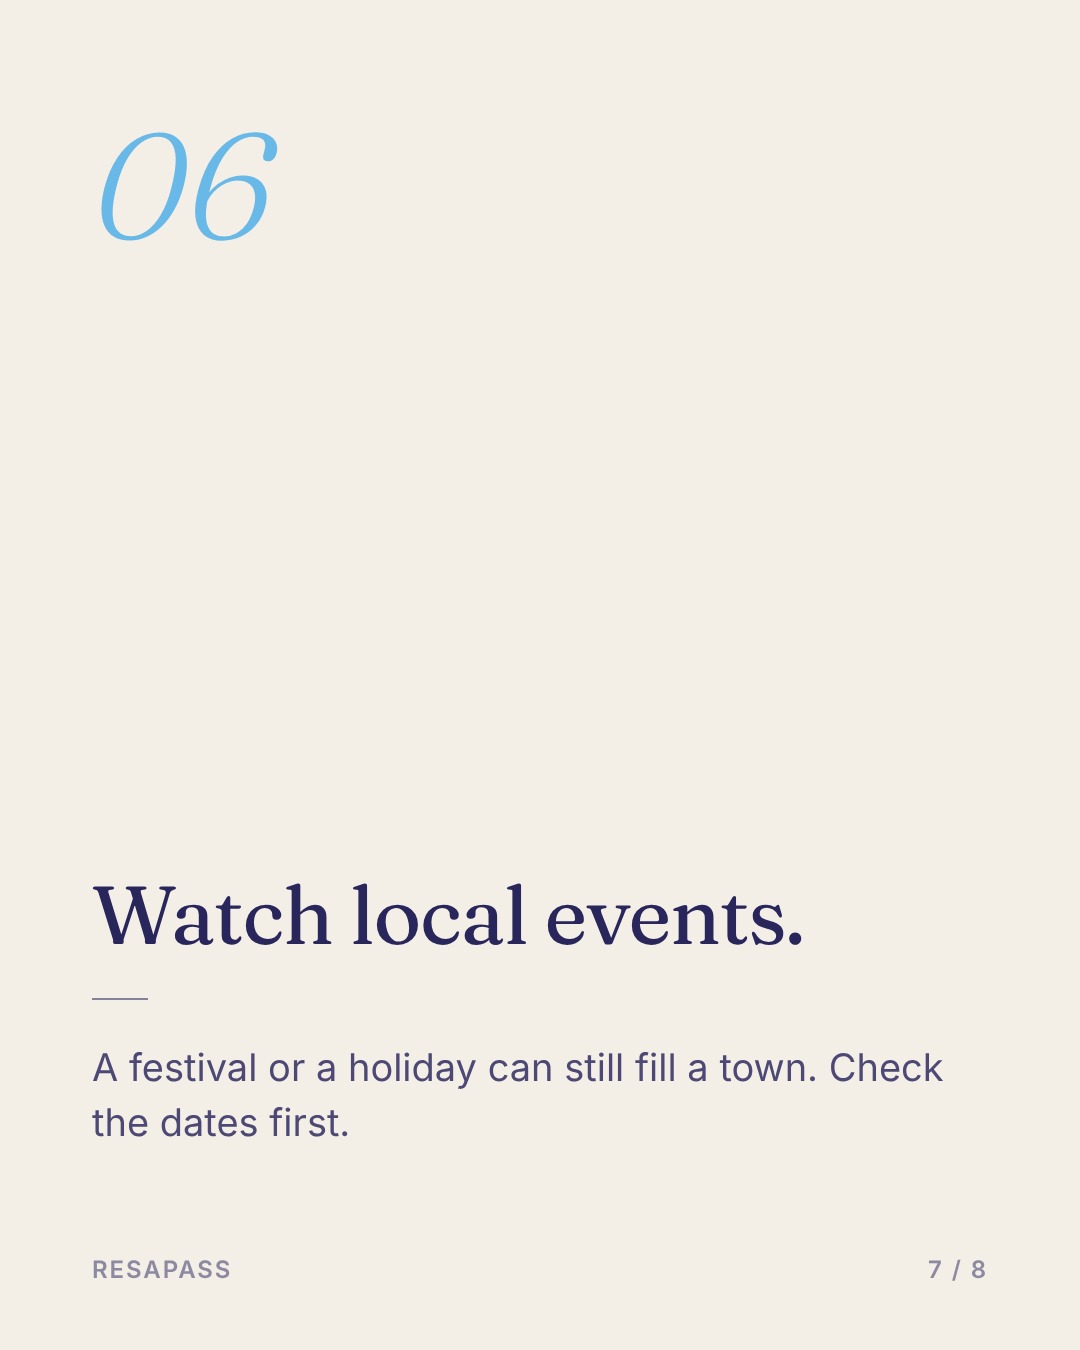 06
Watch local events.
A festival or a holiday can still fill a town. Check
the dates first.
RESAPASS
7 / 8